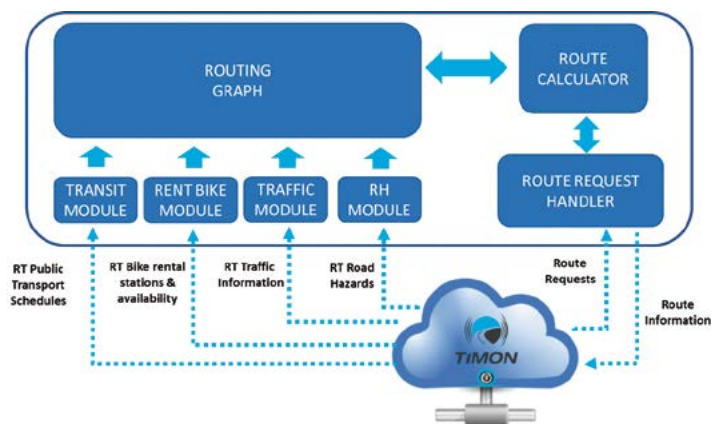 ROUTING
GRAPH
ROUTE
CALCULATOR
TRANSIT
MODULE
RENT BIKE
MODULE
TRAFFIC
MODULE
RH
MODULE
ROUTE REQUEST
HANDLER
RT Public
Transport
Schedules
RT Bike rental
stations &
availability
RT Traffic
Information
RT Road
Hazards
Route
Requests
Route
Information
TIMON